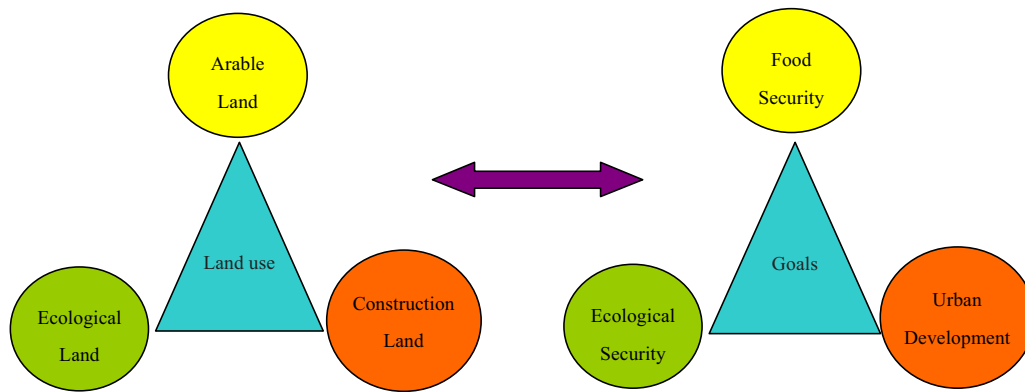 Arable
Land
Land use
Ecological
Land
Construction
Land
Food
Security
Goals
Ecological
Security
Urban
Development